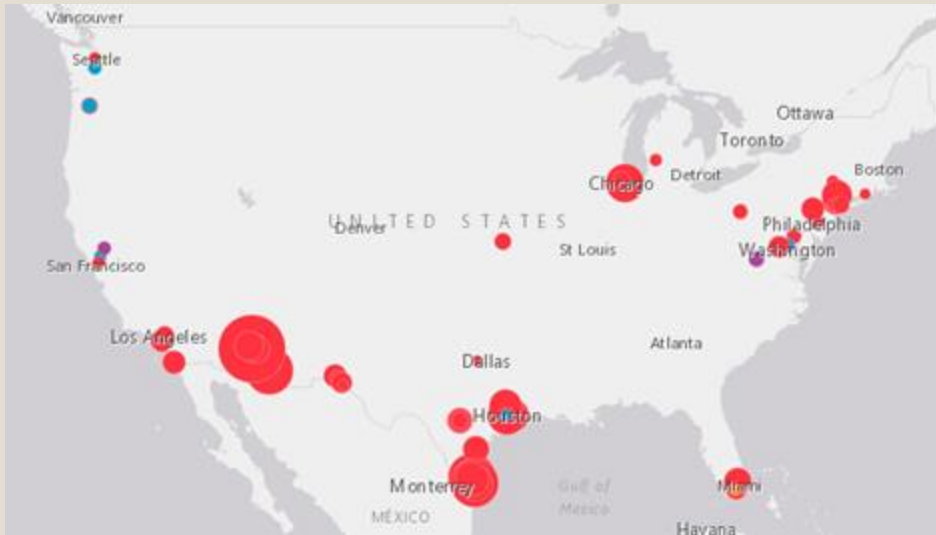 Vancouver
Seattle
Ottawa
Toronto
Boston
Detroit
Chicago
UNITED STATES
Denver
Philadelphia
St Louis
Washington
San Francisco
Los Angeles
Atlanta
Dallas
Houston
Monterrey
Gulf of
Mexico
Miami
MÉXICO
Havana